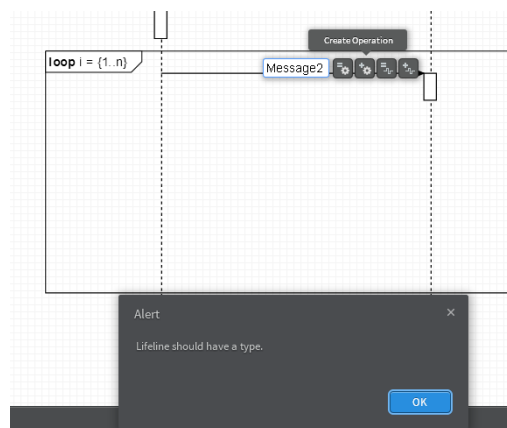 Create Operation
loop i = {1..n}
Message2
Alert
Lifeline should have a type.
OK